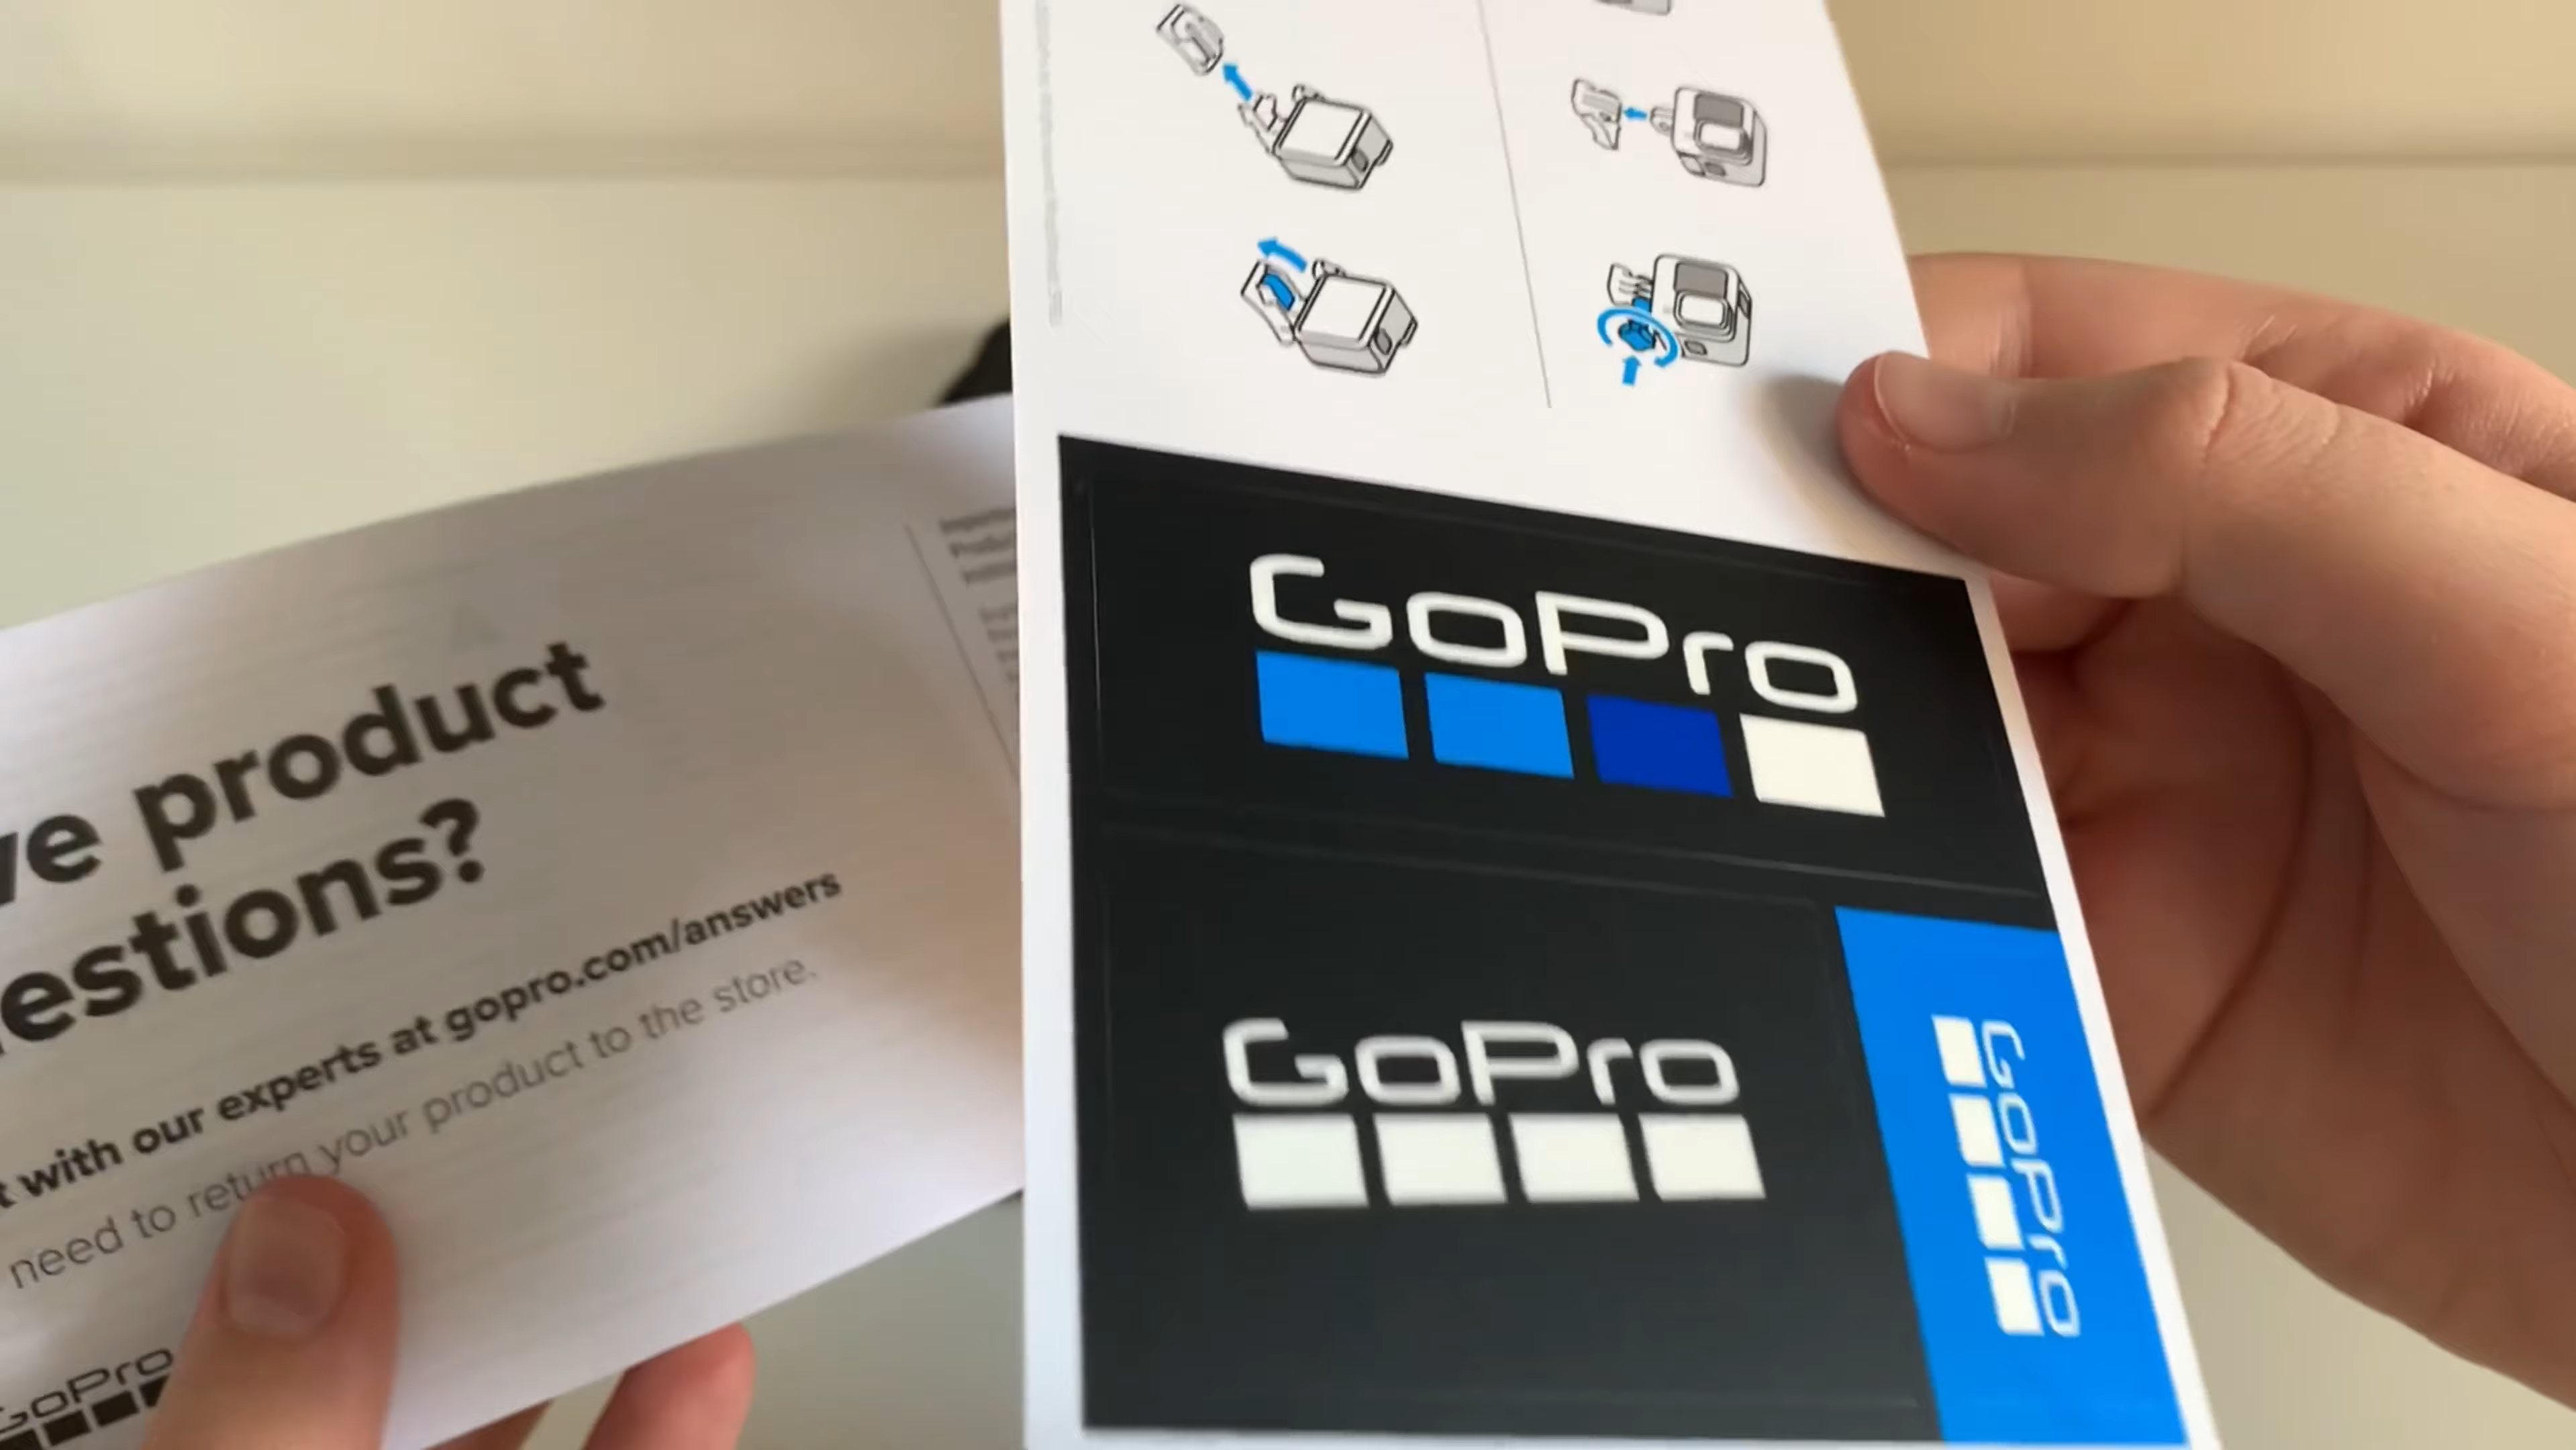 ve product
estions?
t with our experts at gopro.com/answers
need to return your product to the store.
GoPro
GoPro
GoPro
GoPro